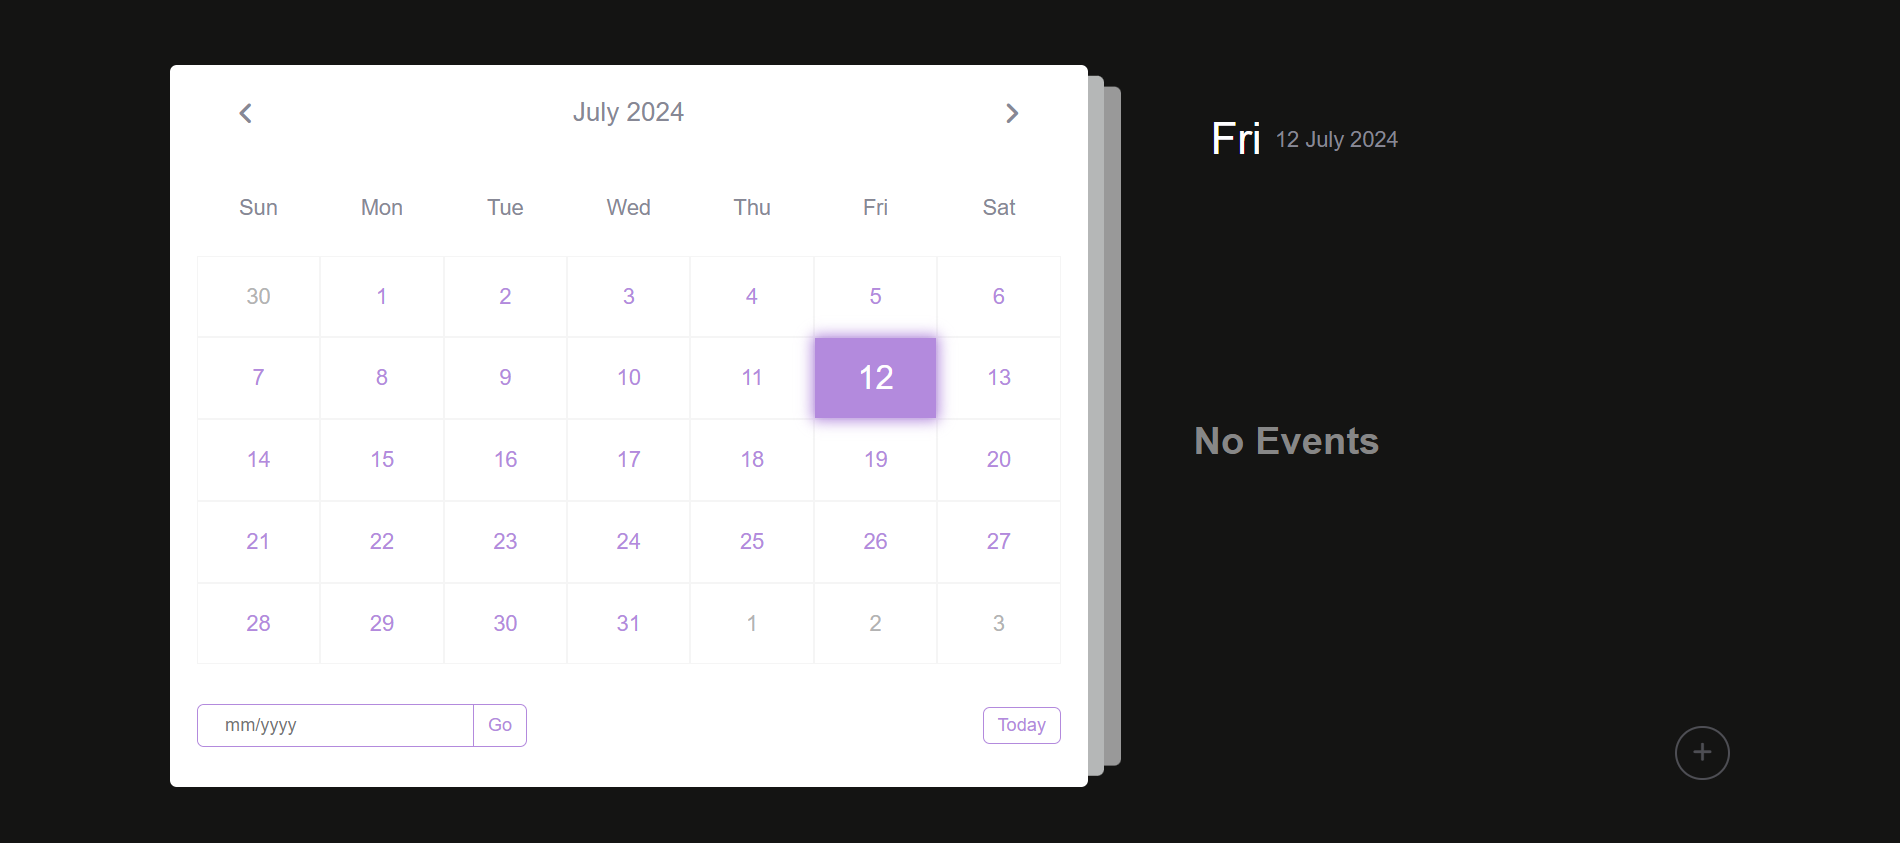 July 2024
Sun Mon Tue Wed Thu Fri Sat
30 1 2 3 4 5 6
7 8 9 10 11 12 13
14 15 16 17 18 19 20
21 22 23 24 25 26 27
28 29 30 31 1 2 3
mm/yyyy Go Today
Fri 12 July 2024
No Events
+